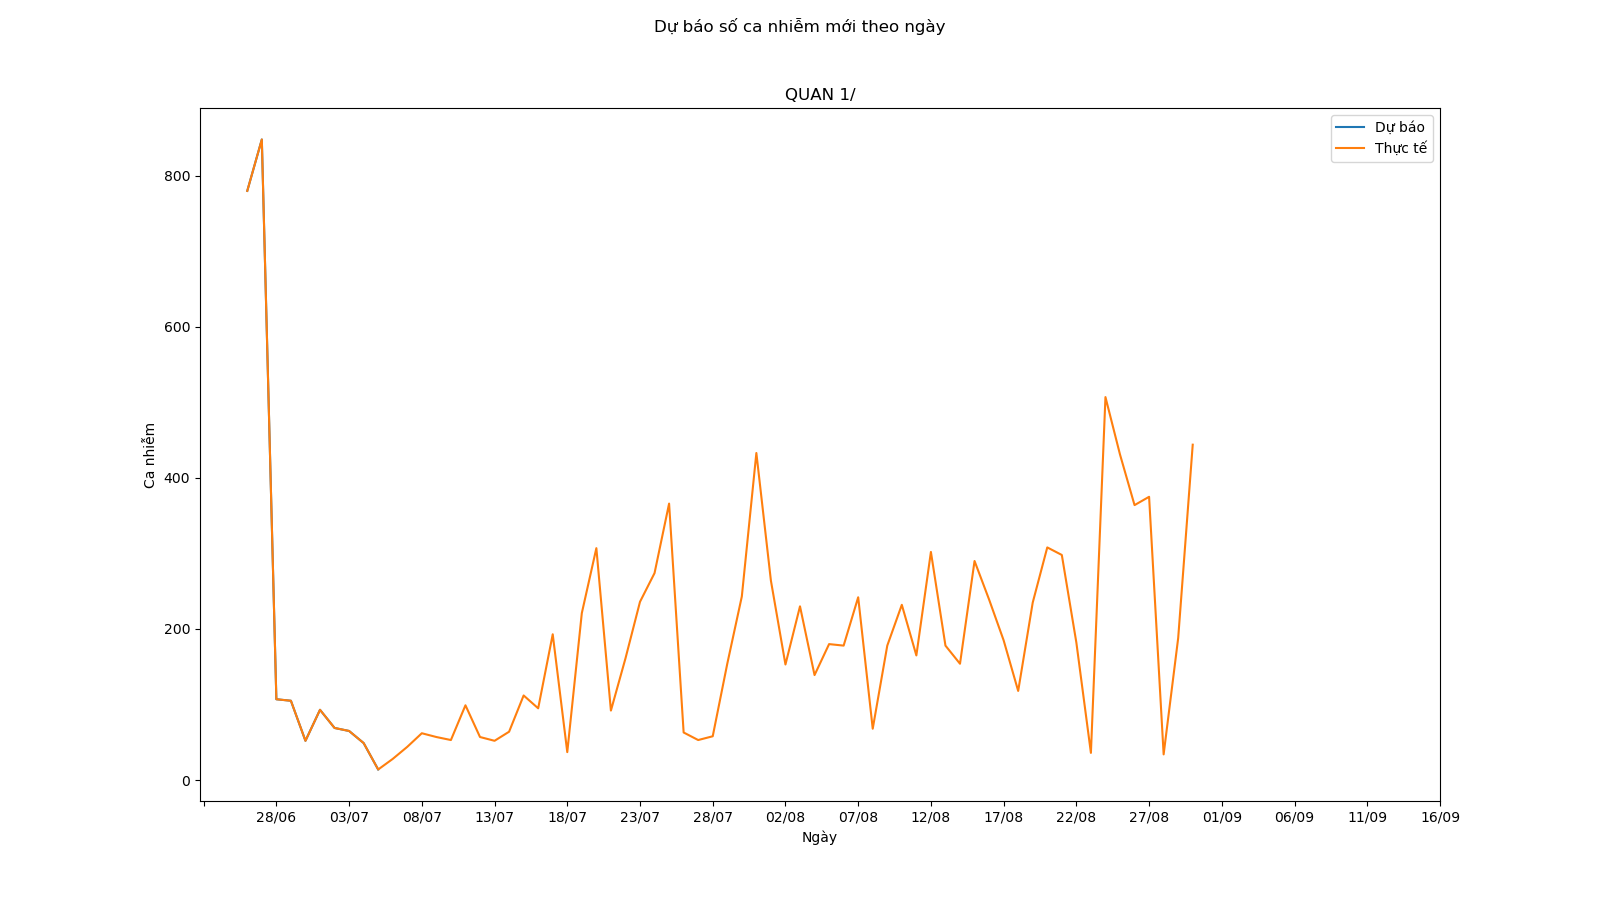 Dự báo số ca nhiễm mới theo ngày
QUAN 1/
Dự báo
Thực tế
Ca nhiễm
800
600
400
200
0
28/06 03/07 08/07 13/07 18/07 23/07 28/07 02/08 07/08 12/08 17/08 22/08 27/08 01/09 06/09 11/09 16/09
Ngày